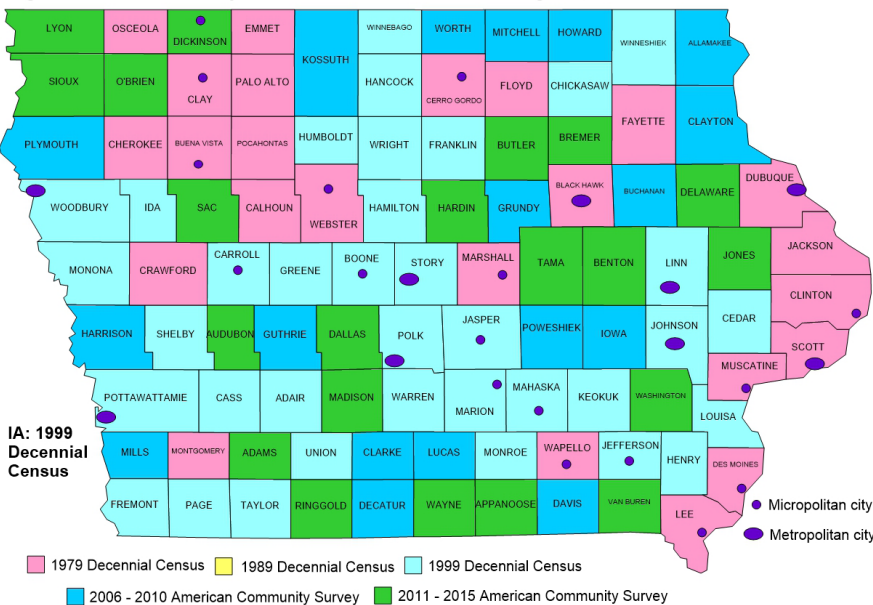 LYON OSCEOLA DICKINSON EMMET KOSSUTH WINNEBAGO WORTH MITCHELL HOWARD WINNESHIEK ALLAMAKEE
SIOUX O'BRIEN CLAY PALO ALTO HANCOCK CERRO GORDO FLOYD CHICKASAW
PLYMOUTH CHEROKEE BUENA VISTA POCAHONTAS HUMBOLDT WRIGHT FRANKLIN BUTLER BREMER FAYETTE CLAYTON
WOODBURY IDA SAC CALHOUN WEBSTER HAMILTON HARDIN GRUNDY BLACK HAWK BUCHANAN DELAWARE DUBUQUE
MONONA CRAWFORD CARROLL GREENE BOONE STORY MARSHALL TAMA BENTON LINN JONES JACKSON
CLINTON
HARRISON SHELBY AUDUBON GUTHRIE DALLAS POLK JASPER POWESHIEK IOWA JOHNSON CEDAR SCOTT
MUSCATINE
POTTAWATTAMIE CASS ADAIR MADISON WARREN MARION MAHASKA KEOKUK WASHINGTON LOUISA
IA: 1999
Decennial
Census
MILLS MONTGOMERY ADAMS UNION CLARKE LUCAS MONROE WAPELLO JEFFERSON HENRY DES MOINES
FREMONT PAGE TAYLOR RINGGOLD DECATUR WAYNE APPANOOSE DAVIS VAN BUREN LEE
Micropolitan city
Metropolitan city
1979 Decennial Census 1989 Decennial Census 1999 Decennial Census
2006 - 2010 American Community Survey 2011 - 2015 American Community Survey